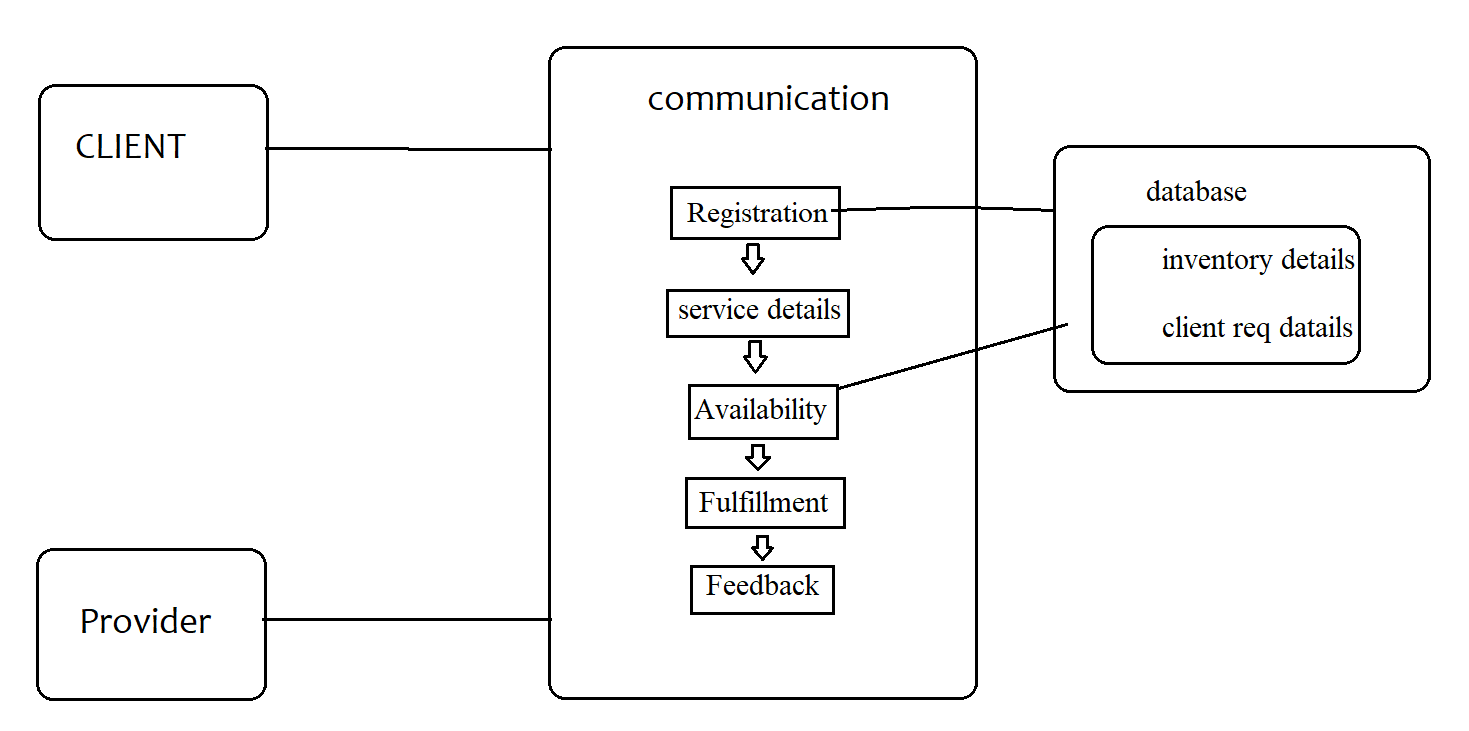 CLIENT
communication
Registration
service details
Availability
Fulfillment
Feedback
database
inventory details
client req datails
Provider